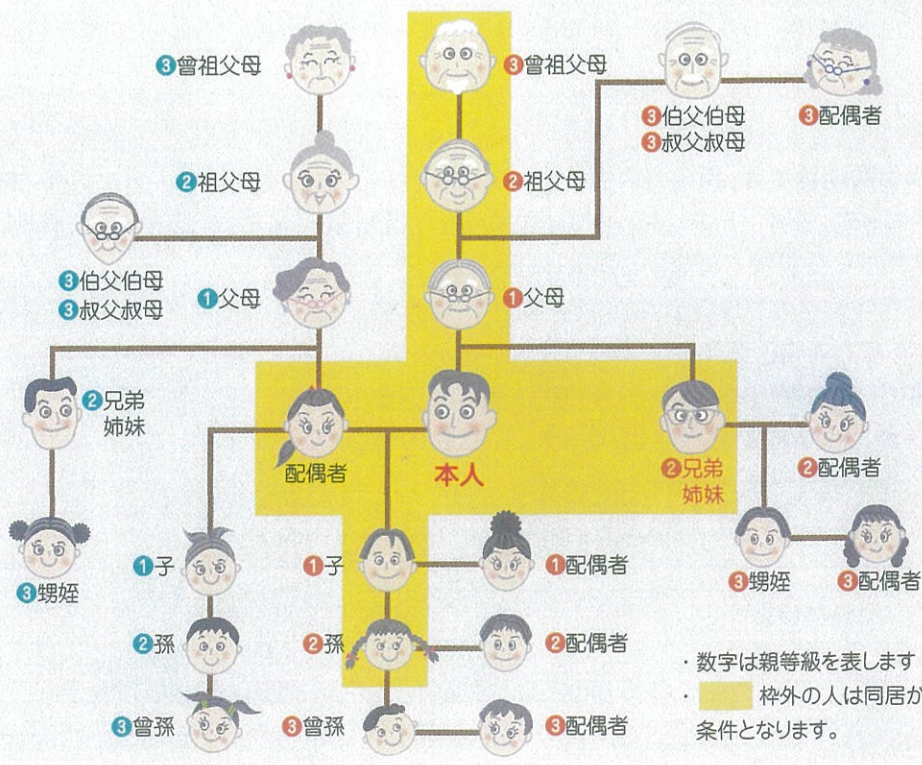 ❸曾祖父母
❸曾祖父母
❸伯父伯母
❸叔父叔母
❸配偶者
❷祖父母
❷祖父母
❸伯父伯母
❸叔父叔母
❶父母
❶父母
❷兄弟
姉妹
配偶者
本人
❷兄弟
姉妹
❷配偶者
❸甥姪
❶子
❶子
❶配偶者
❸甥姪
❸配偶者
❷孫
❷孫
❷配偶者
❸曾孫
❸曾孫
❸配偶者
・数字は親等級を表します
・ 枠外の人は同居が
条件となります。